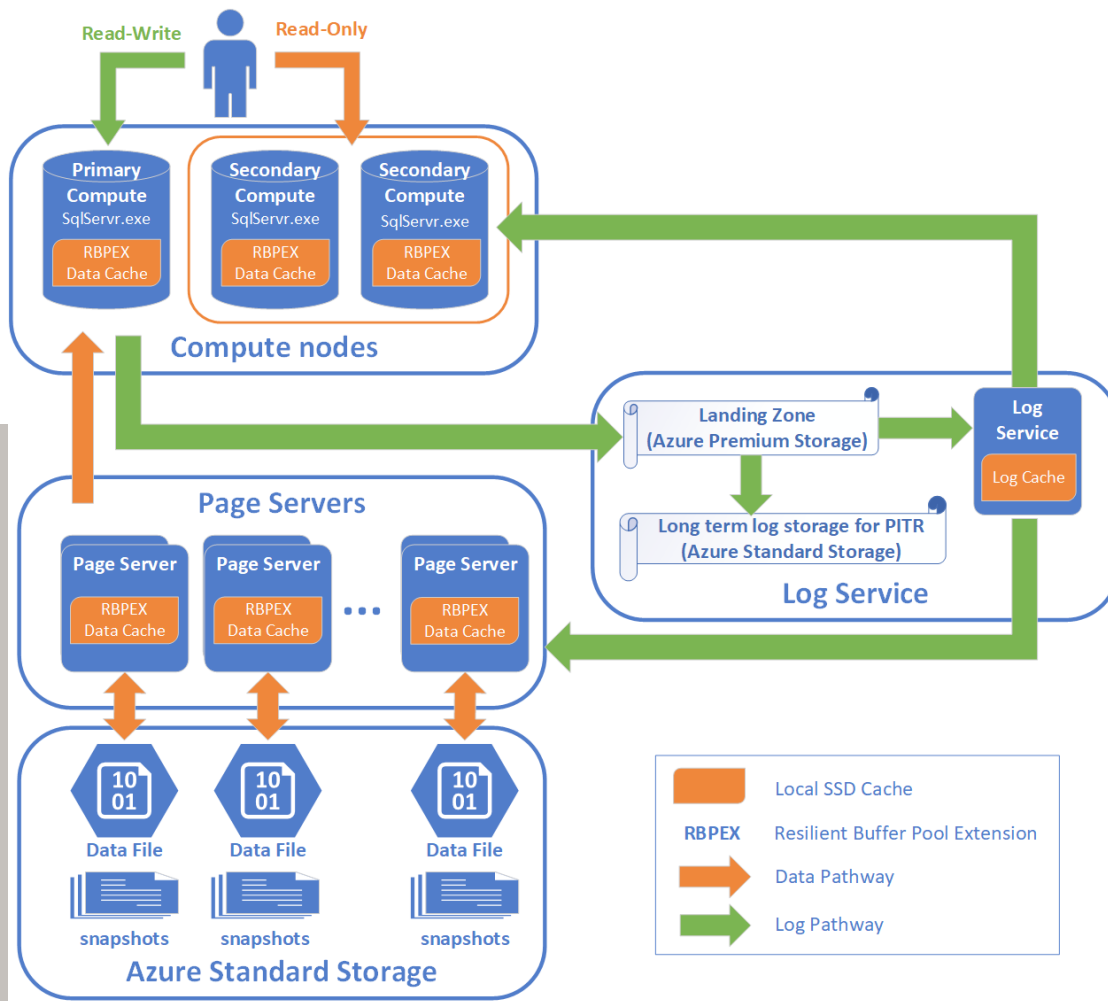 Read-Write
Read-Only
Primary
Compute
SqlServr.exe
RBPEX
Data Cache
Secondary
Compute
SqlServr.exe
RBPEX
Data Cache
Secondary
Compute
SqlServr.exe
RBPEX
Data Cache
Compute nodes
Landing Zone
(Azure Premium Storage)
Log
Service
Log Cache
Long term log storage for PITR
(Azure Standard Storage)
Log Service
Page Servers
Page Server
RBPEX
Data Cache
Page Server
RBPEX
Data Cache
...
Page Server
RBPEX
Data Cache
10
01
Data File
snapshots
10
01
Data File
snapshots
10
01
Data File
snapshots
Azure Standard Storage
Local SSD Cache
RBPEX Resilient Buffer Pool Extension
Data Pathway
Log Pathway